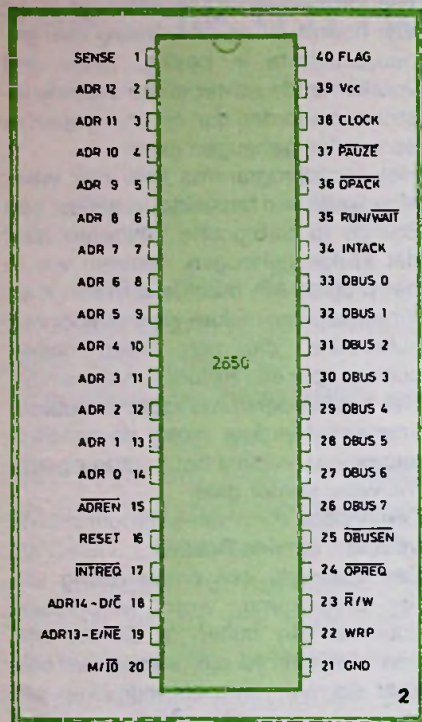 SENSE 1
ADR 12 2
ADR 11 3
ADR 10 4
ADR 9 5
ADR 8 6
ADR 7 7
ADR 6 8
ADR 5 9
ADR 4 10
ADR 3 11
ADR 2 12
ADR 1 13
ADR 0 14
ADREN 15
RESET 16
INTREQ 17
ADR14-D/C 18
ADR13-E/NE 19
M/IO 20
2650
40 FLAG
39 Vcc
38 CLOCK
37 PAUZE
36 OPACK
35 RUN/WAIT
34 INTACK
33 DBUS 0
32 DBUS 1
31 DBUS 2
30 DBUS 3
29 DBUS 4
28 DBUS 5
27 DBUS 6
26 DBUS 7
25 DBUSEN
24 OPREQ
23 R/W
22 WRP
21 GND
2